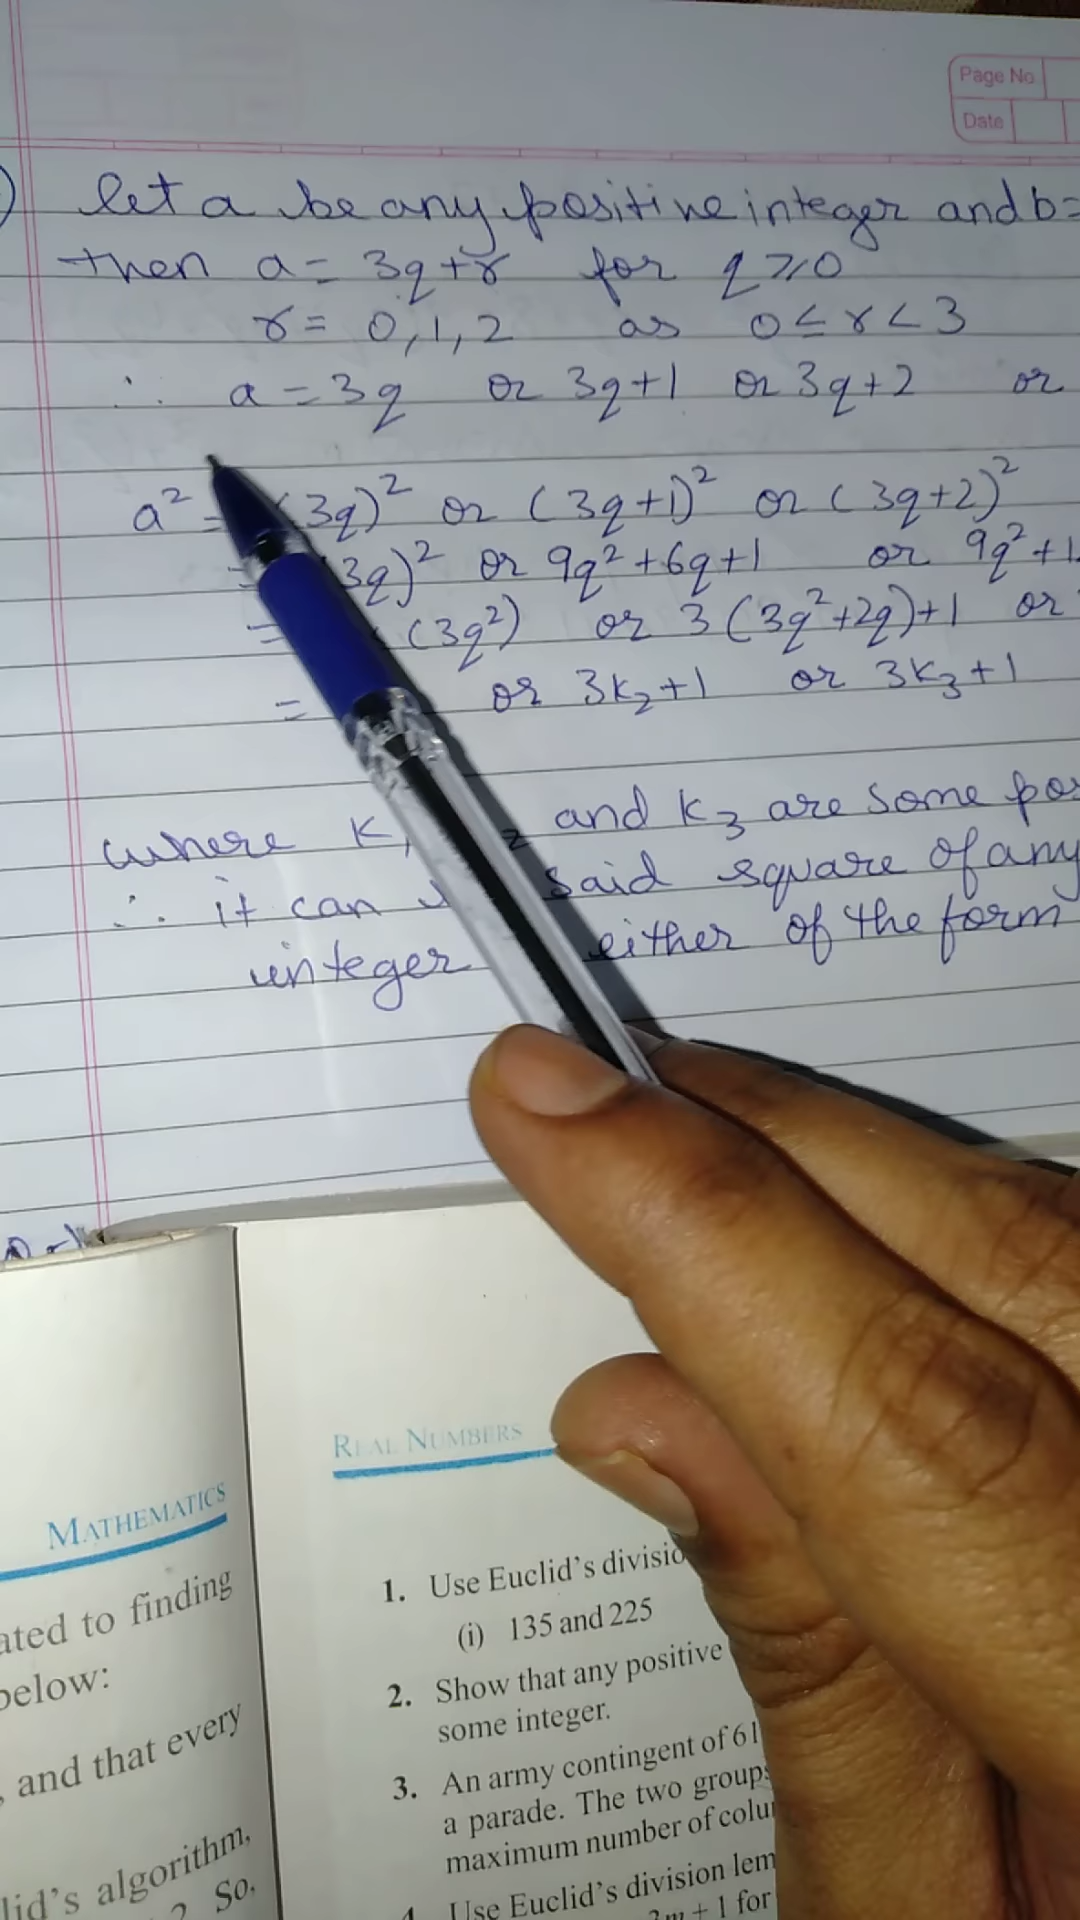 Page No
Date
let a be any positive integer and b=
then a = 3q+r for q ⩾ 0
r = 0, 1, 2 as 0 ≤ r < 3
∴ a = 3q or 3q+1 or 3q+2 or
a² = (3q)² or (3q+1)² or (3q+2)²
= 3q)² or 9q²+6q+1 or 9q²+1
= (3q²) or 3(3q²+2q)+1 or
= or 3k₂+1 or 3k₃+1
where K, 2 and K₃ are some pos
∴ it can said square of any
integer either of the form
MATHEMATICS
ated to finding
below:
, and that every
lid's algorithm,
? So,
REAL NUMBERS
1. Use Euclid's divisio
(i) 135 and 225
2. Show that any positive
some integer.
3. An army contingent of 61
a parade. The two groups
maximum number of colu
4. Use Euclid's division lem
3m + 1 for